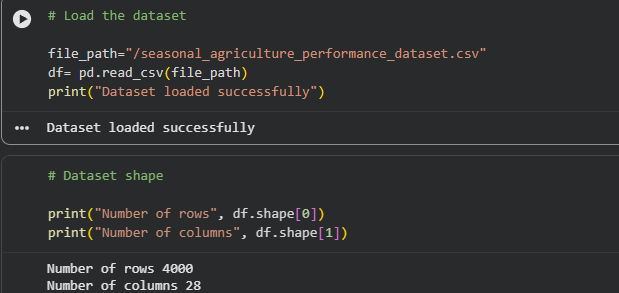 # Load the dataset
file_path="/seasonal_agriculture_performance_dataset.csv"
df= pd.read_csv(file_path)
print("Dataset loaded successfully")
Dataset loaded successfully
# Dataset shape
print("Number of rows", df.shape[0])
print("Number of columns", df.shape[1])
Number of rows 4000
Number of columns 28